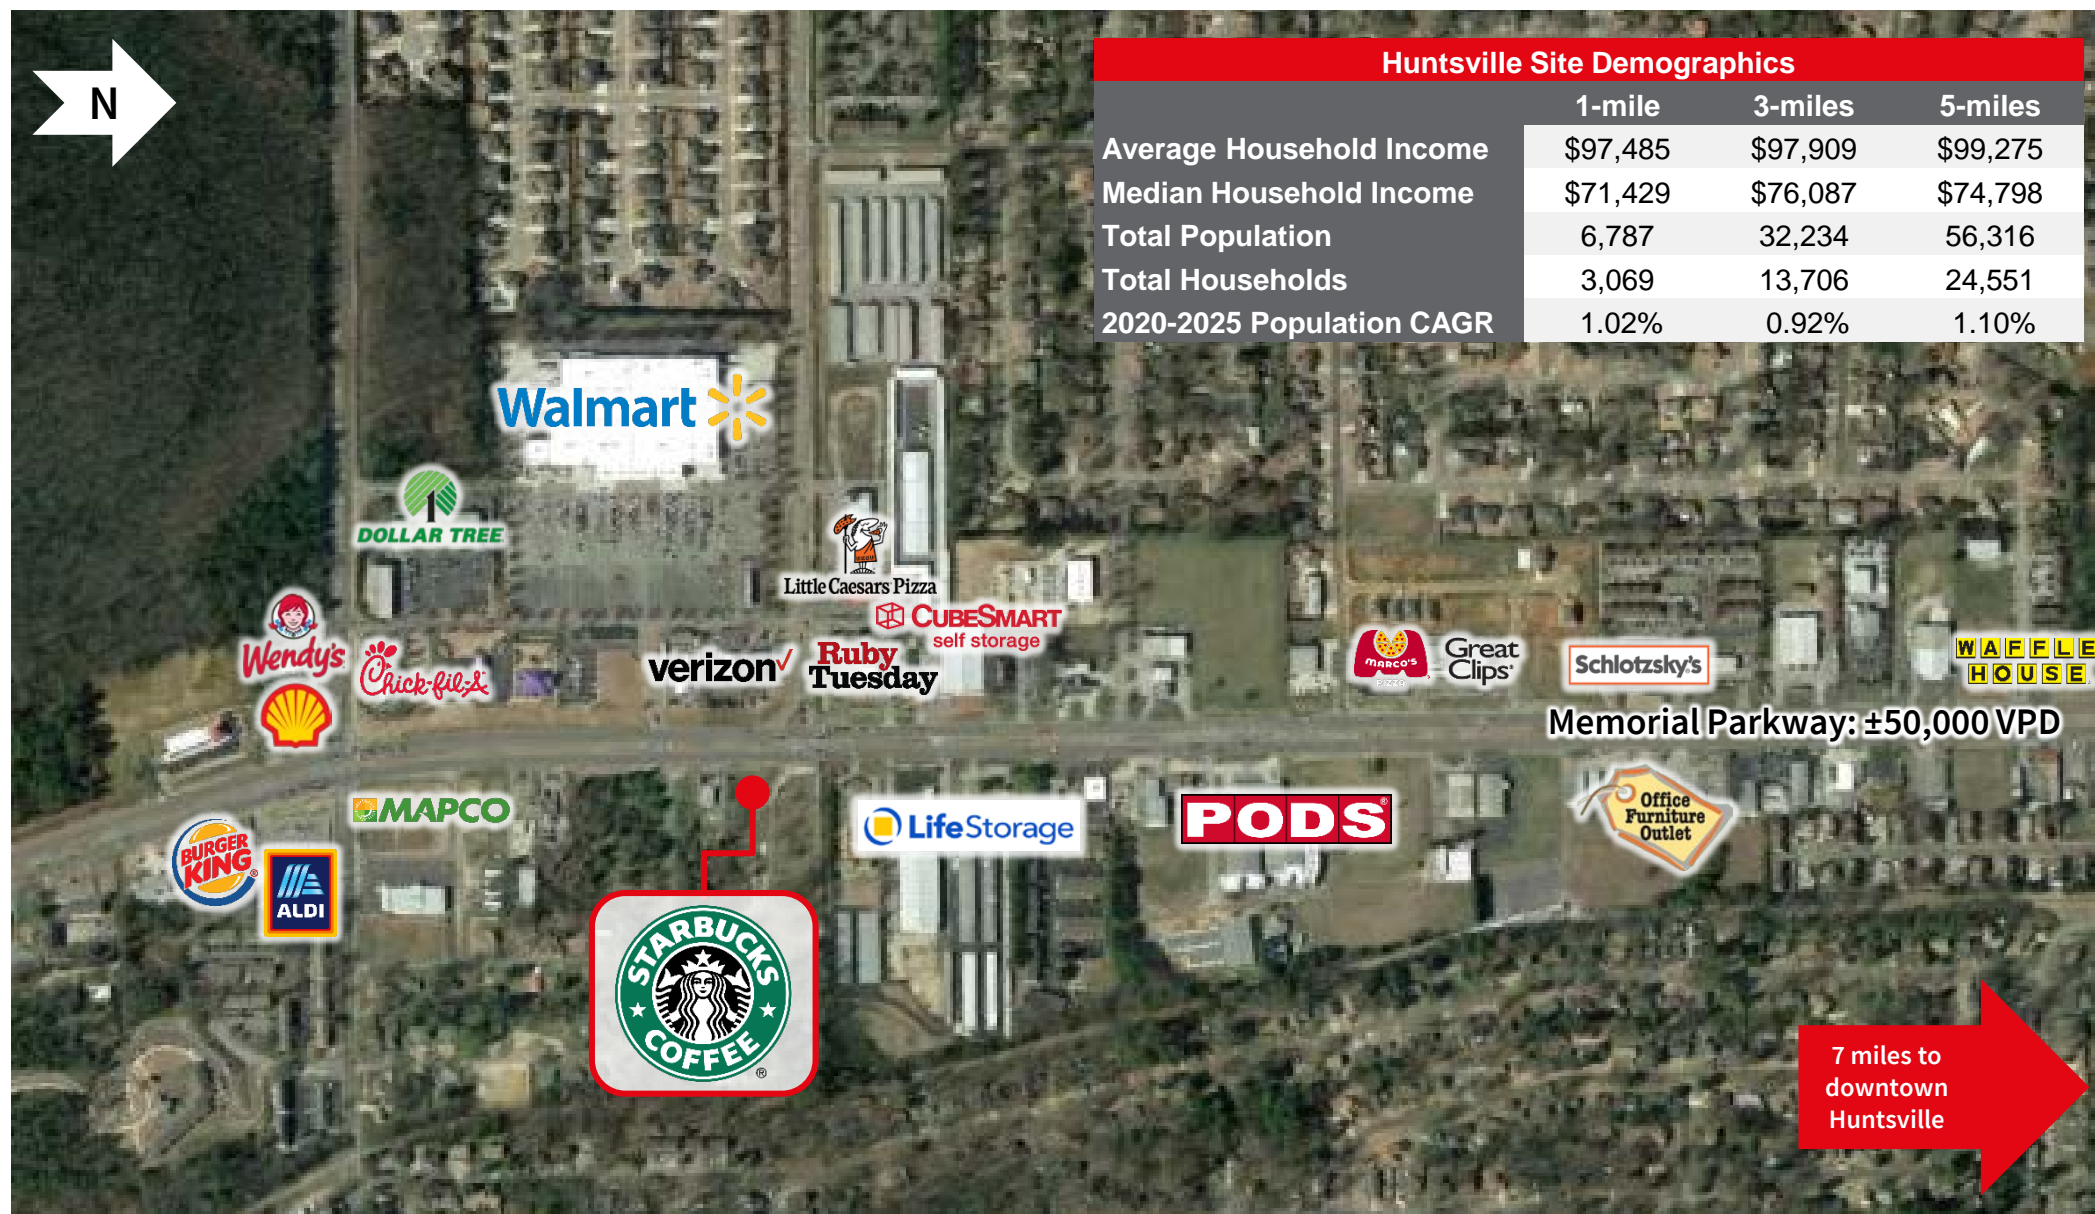 N
Huntsville Site Demographics
1-mile 3-miles 5-miles
Average Household Income $97,485 $97,909 $99,275
Median Household Income $71,429 $76,087 $74,798
Total Population 6,787 32,234 56,316
Total Households 3,069 13,706 24,551
2020-2025 Population CAGR 1.02% 0.92% 1.10%
Walmart
DOLLAR TREE
Little Caesars Pizza
CUBESMART
self storage
Wendy's
Chick-fil-A
verizon✓
Ruby
Tuesday
MARCO'S
PIZZA
Great
Clips®
Schlotzsky's
WAFFLE
HOUSE
Memorial Parkway: ±50,000 VPD
MAPCO
BURGER
KING®
ALDI
LifeStorage
PODS®
Office
Furniture
Outlet
STARBUCKS
COFFEE
®
7 miles to
downtown
Huntsville